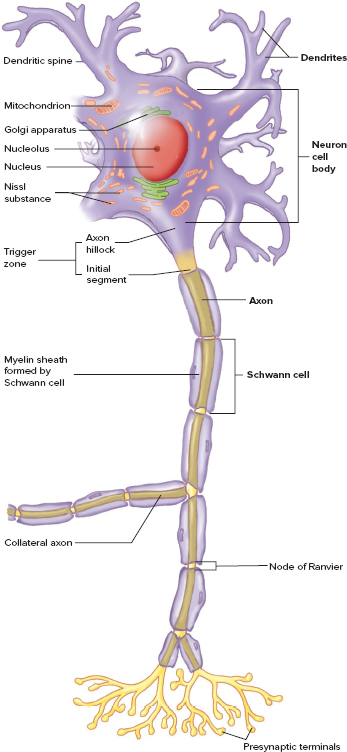 Dendritic spine
Dendrites
Mitochondrion
Golgi apparatus
Nucleolus
Nucleus
Nissl
substance
Neuron
cell
body
Trigger
zone
Axon
hillock
Initial
segment
Axon
Myelin sheath
formed by
Schwann cell
Schwann cell
Collateral axon
Node of Ranvier
Presynaptic terminals